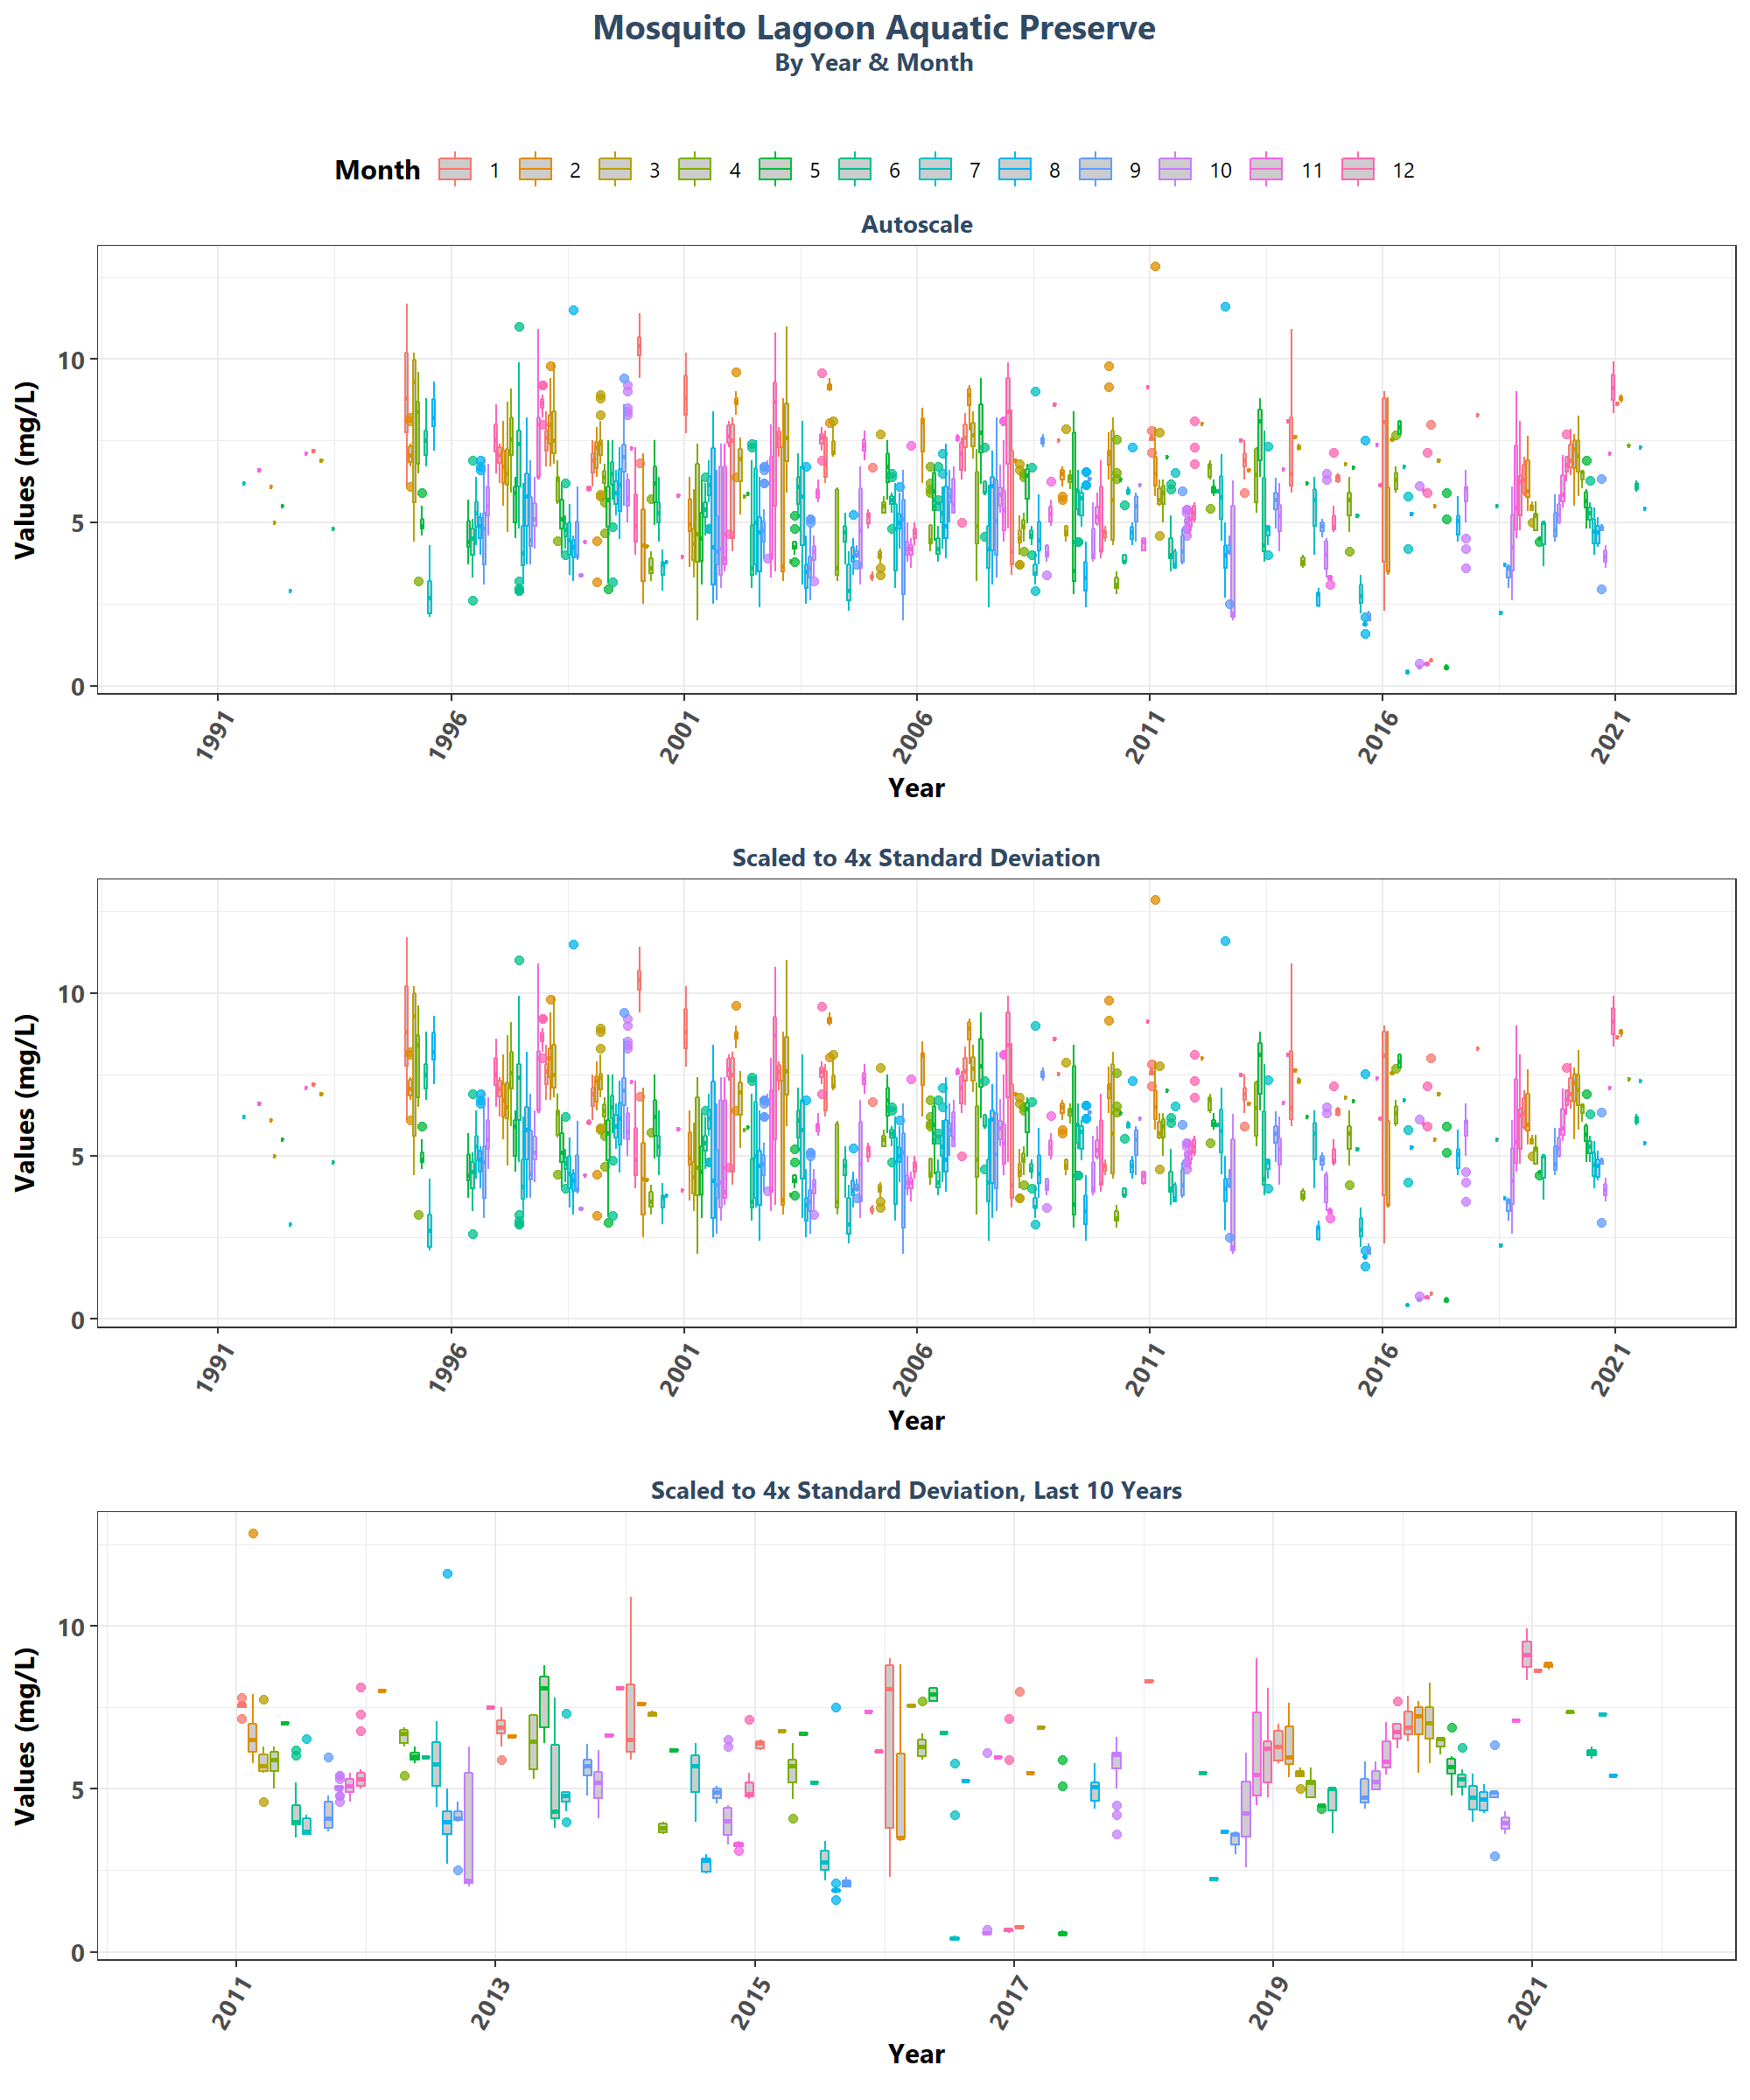 Mosquito Lagoon Aquatic Preserve
By Year & Month
Month 1 2 3 4 5 6 7 8 9 10 11 12
Autoscale
Values (mg/L)
10
5
0
1991 1996 2001 2006 2011 2016 2021
Year
Scaled to 4x Standard Deviation
Values (mg/L)
10
5
0
1991 1996 2001 2006 2011 2016 2021
Year
Scaled to 4x Standard Deviation, Last 10 Years
Values (mg/L)
10
5
0
2011 2013 2015 2017 2019 2021
Year